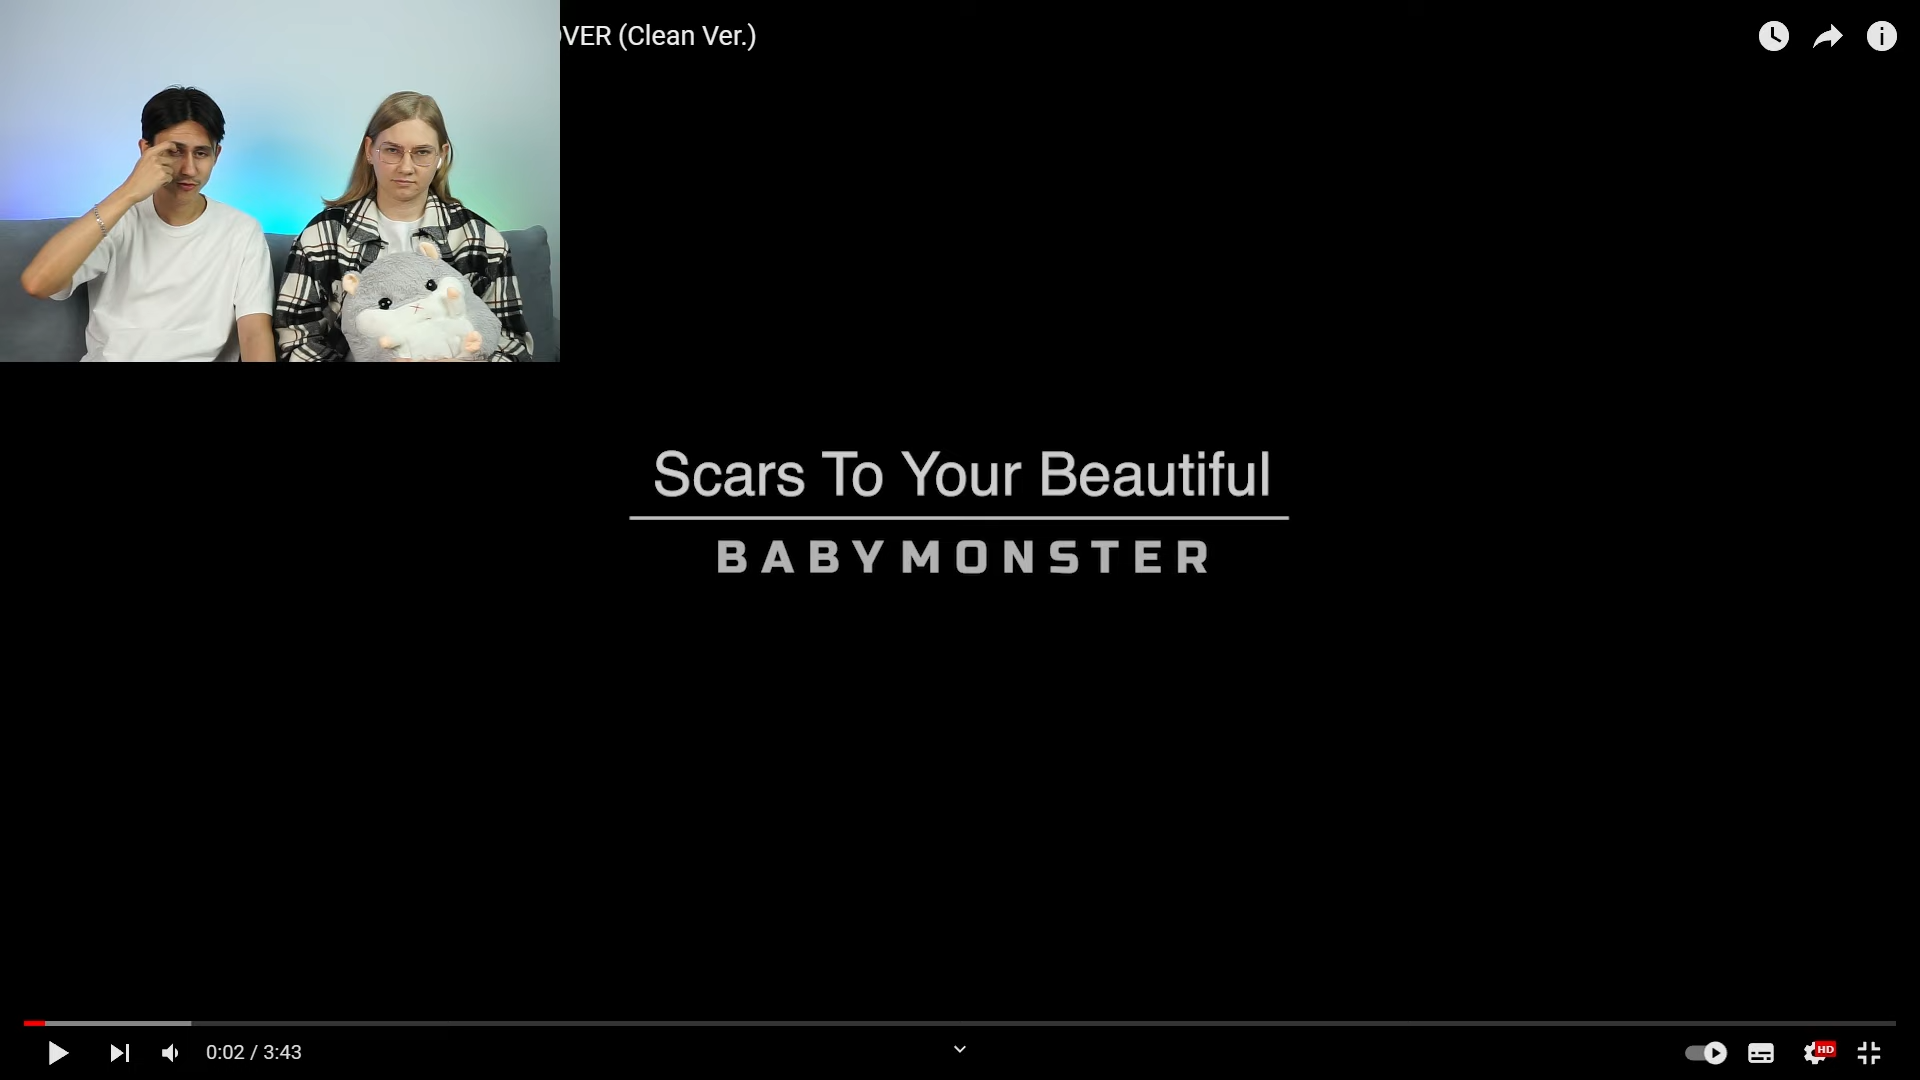 VER (Clean Ver.)
Scars To Your Beautiful
BABYMONSTER
0:02 / 3:43
HD